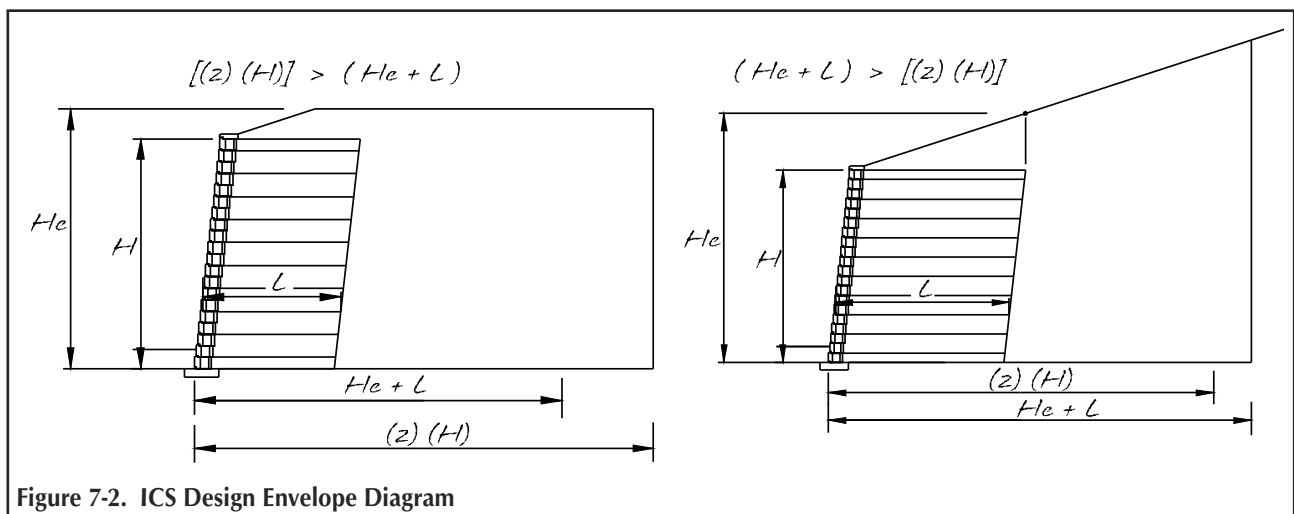 [(2) (H)] > (He + L)
He
H
L
He + L
(2) (H)
(He + L) > [(2) (H)]
He
H
L
(2) (H)
He + L
Figure 7-2. ICS Design Envelope Diagram